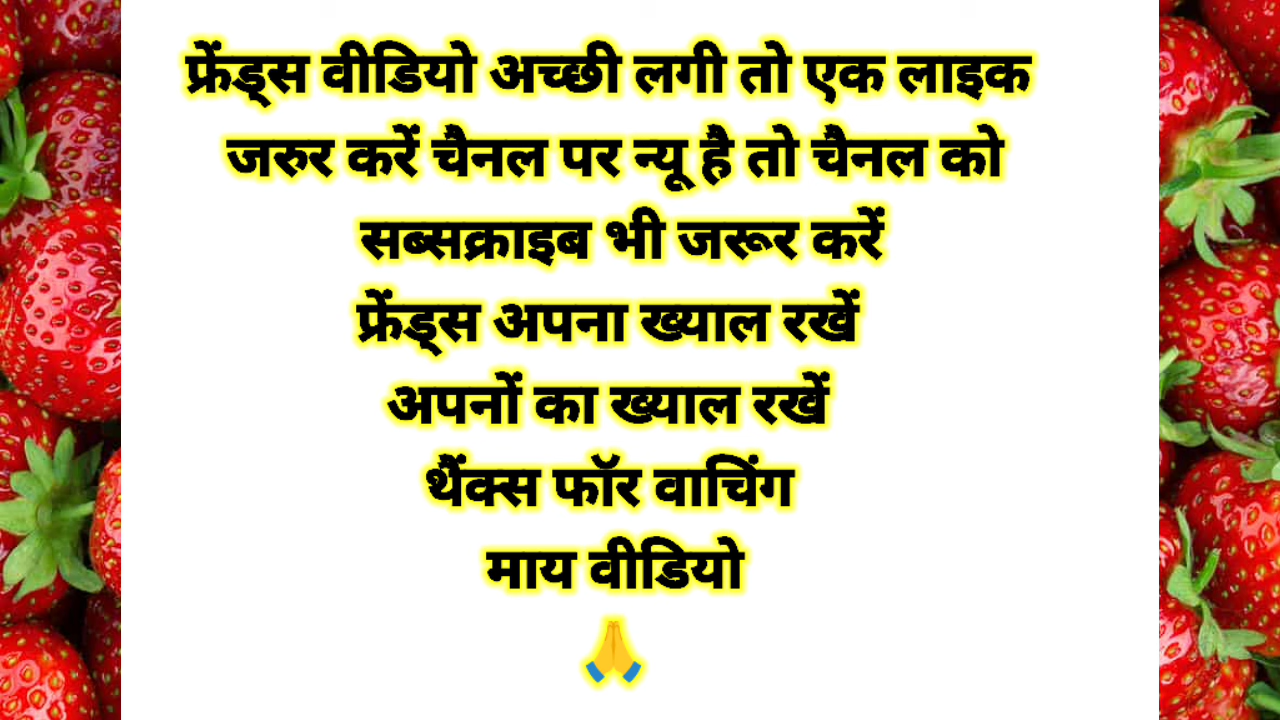 फ्रेंड्स वीडियो अच्छी लगी तो एक लाइक
जरुर करें चैनल पर न्यू है तो चैनल को
सब्सक्राइब भी जरूर करें
फ्रेंड्स अपना ख्याल रखें
अपनों का ख्याल रखें
थैंक्स फॉर वाचिंग
माय वीडियो
🙏